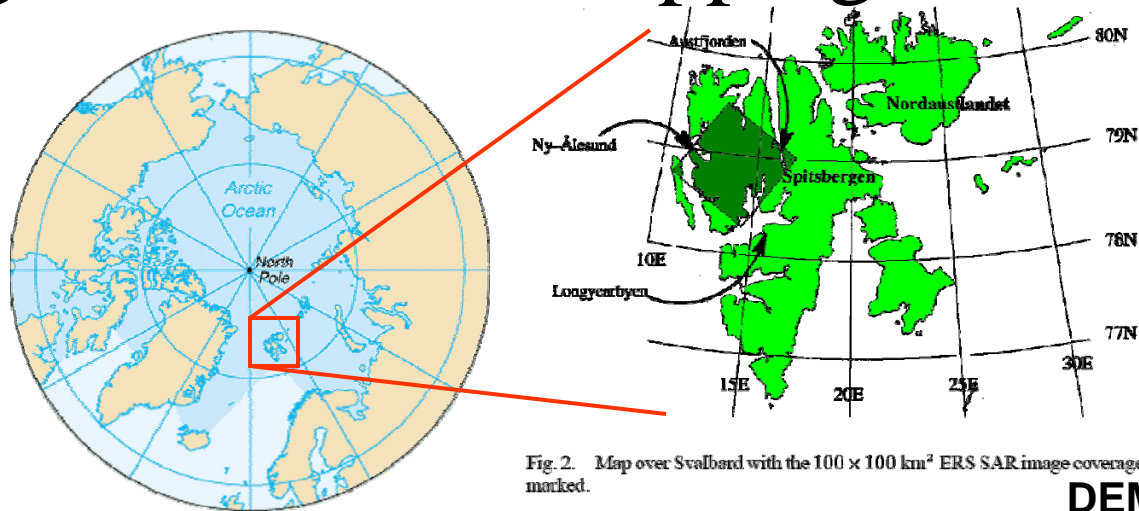 Arctic
Ocean
North
Pole
80N
Austfjorden
Nordaustlandet
79N
Ny–Ålesund
Spitsbergen
78N
10E
Longyearbyen
77N
15E
20E
25E
30E
Fig. 2. Map over Svalbard with the 100 × 100 km² ERS SAR image coverage
marked.
DEM